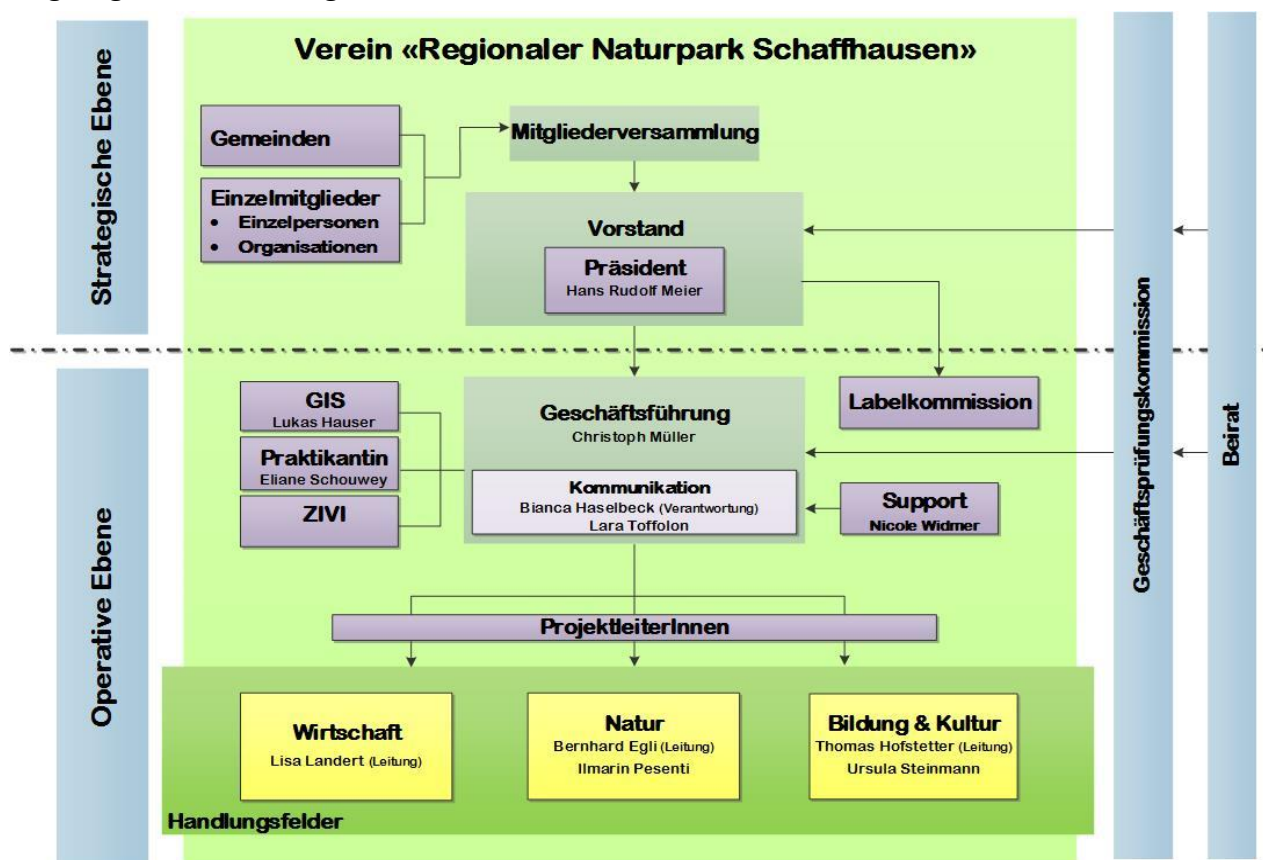 Verein «Regionaler Naturpark Schaffhausen»
Strategische Ebene
Gemeinden
Einzelmitglieder
• Einzelpersonen
• Organisationen
Mitgliederversammlung
Vorstand
Präsident
Hans Rudolf Meier
Geschäftsprüfungskommission
Beirat
Operative Ebene
GIS
Lukas Hauser
Praktikantin
Eliane Schouwey
ZIVI
Geschäftsführung
Christoph Müller
Kommunikation
Bianca Haselbeck (Verantwortung)
Lara Toffolon
Labelkommission
Support
Nicole Widmer
ProjektleiterInnen
Wirtschaft
Lisa Landert (Leitung)
Natur
Bernhard Egli (Leitung)
Ilmarin Pesenti
Bildung & Kultur
Thomas Hofstetter (Leitung)
Ursula Steinmann
Handlungsfelder